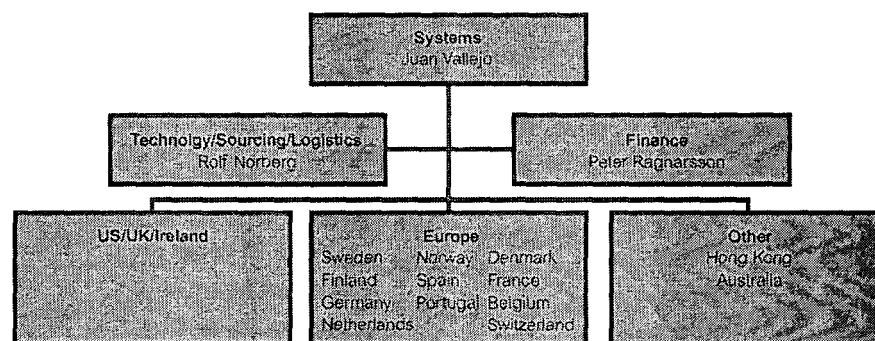 Systems
Juan Vallejo
Technolgy/Sourcing/Logistics
Rolf Norberg
Finance
Peter Ragnarsson
US/UK/Ireland
Europe
Sweden Norway Denmark
Finland Spain France
Germany Portugal Belgium
Netherlands Switzerland
Other
Hong Kong
Australia